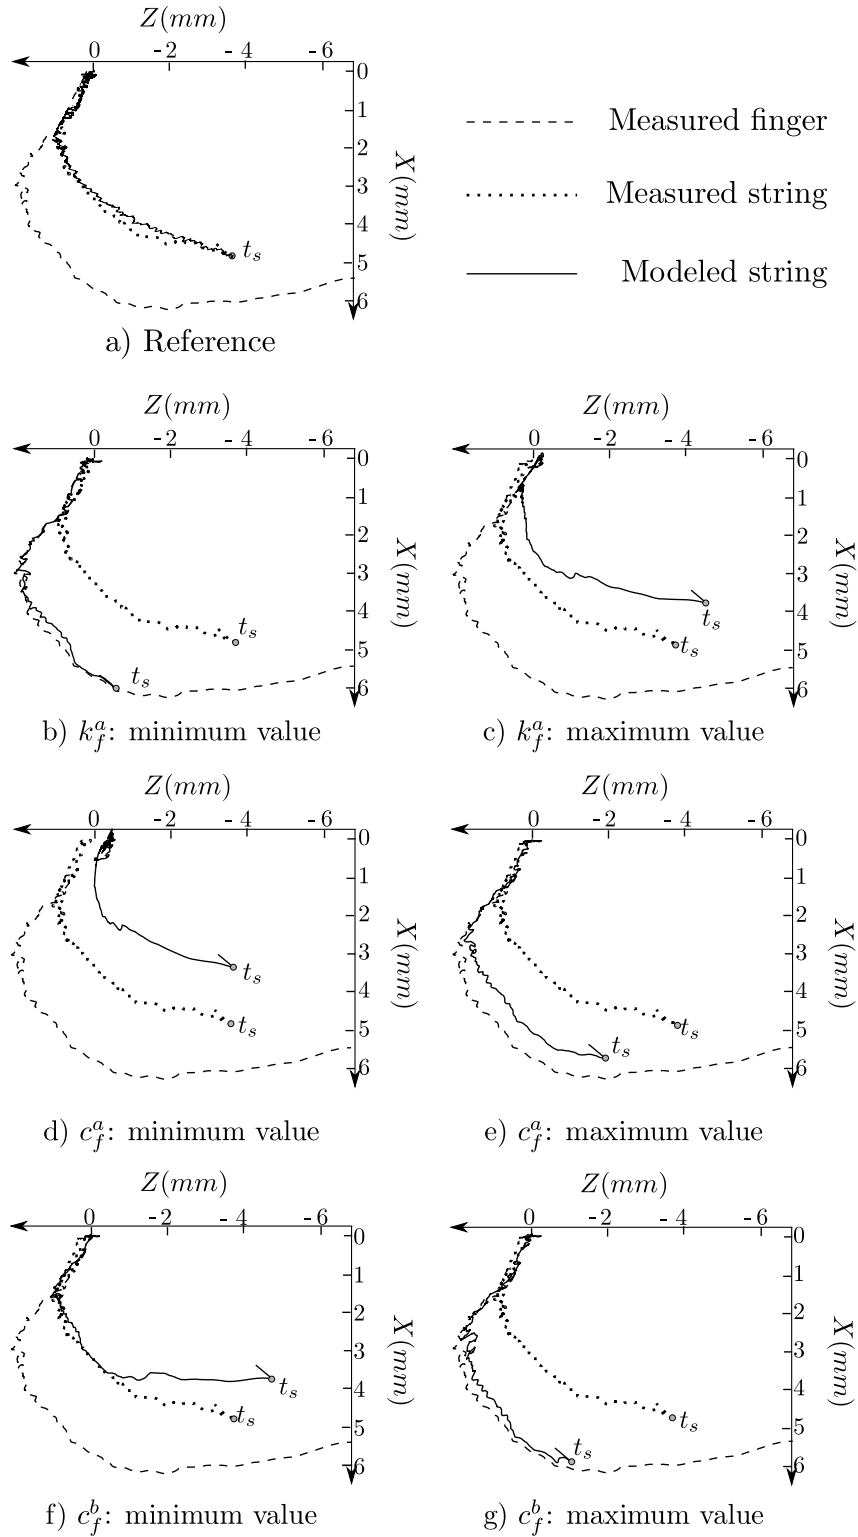 Z(mm)
0 -2 -4 -6
0
1
2
3
4
5
6
X(mm)
t_s
a) Reference
Measured finger
Measured string
Modeled string
Z(mm)
0 -2 -4 -6
0
1
2
3
4
5
6
X(mm)
t_s
t_s
b) k_f^a: minimum value
Z(mm)
0 -2 -4 -6
0
1
2
3
4
5
6
X(mm)
t_s
t_s
c) k_f^a: maximum value
Z(mm)
0 -2 -4 -6
0
1
2
3
4
5
6
X(mm)
t_s
t_s
d) c_f^a: minimum value
Z(mm)
0 -2 -4 -6
0
1
2
3
4
5
6
X(mm)
t_s
t_s
e) c_f^a: maximum value
Z(mm)
0 -2 -4 -6
0
1
2
3
4
5
6
X(mm)
t_s
t_s
f) c_f^b: minimum value
Z(mm)
0 -2 -4 -6
0
1
2
3
4
5
6
X(mm)
t_s
t_s
g) c_f^b: maximum value